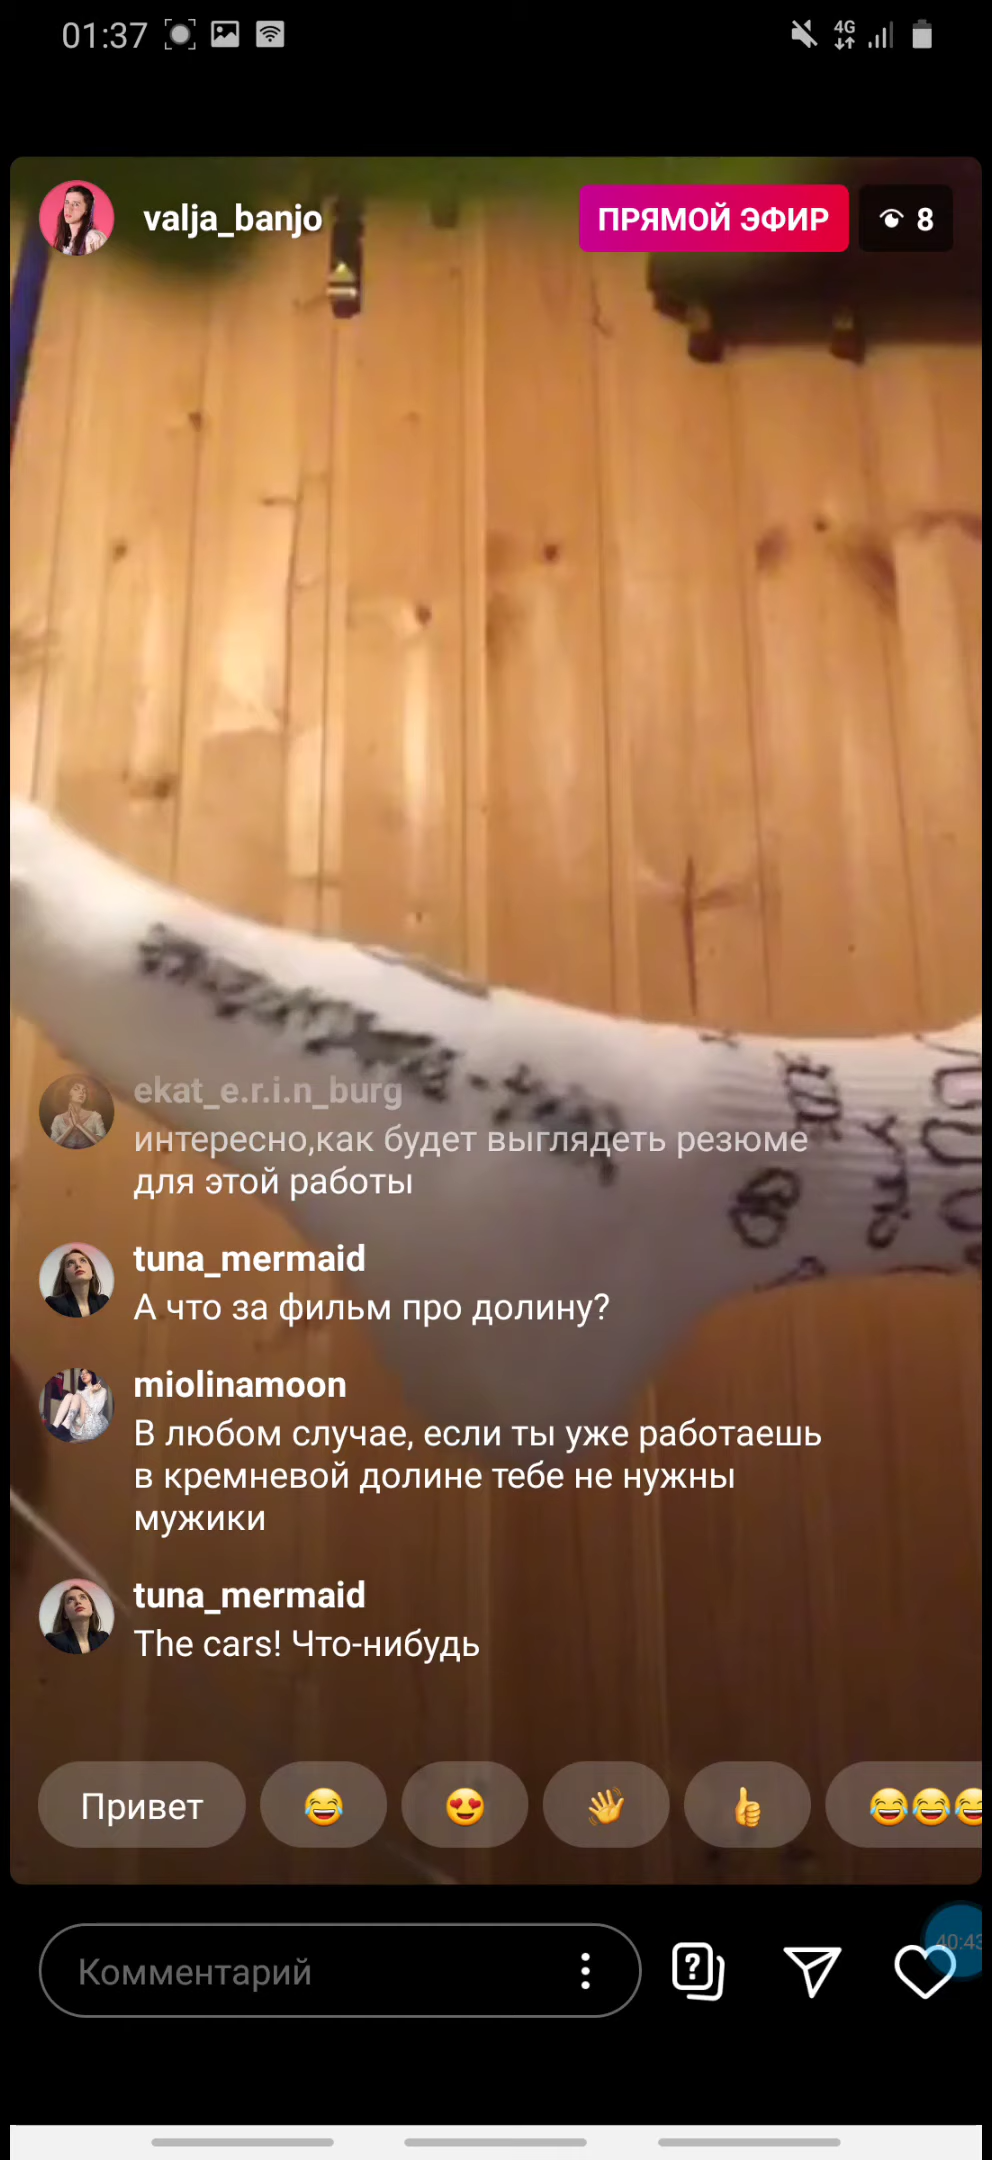 01:37
4G
valja_banjo
ПРЯМОЙ ЭФИР
8
ekat_e.r.i.n_burg
интересно,как будет выглядеть резюме
для этой работы
tuna_mermaid
А что за фильм про долину?
miolinamoon
В любом случае, если ты уже работаешь
в кремневой долине тебе не нужны
мужики
tuna_mermaid
The cars! Что-нибудь
Привет
Комментарий
40:43